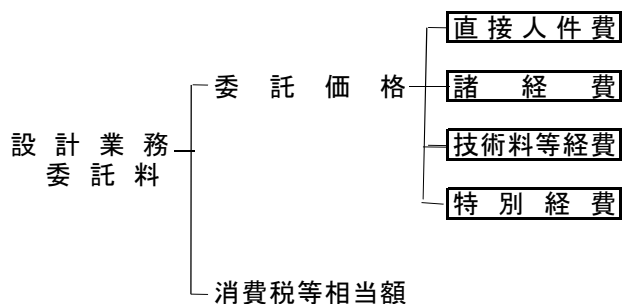 直接人件費
委託価格
諸経費
設計業務
委託料
技術料等経費
特別経費
消費税等相当額